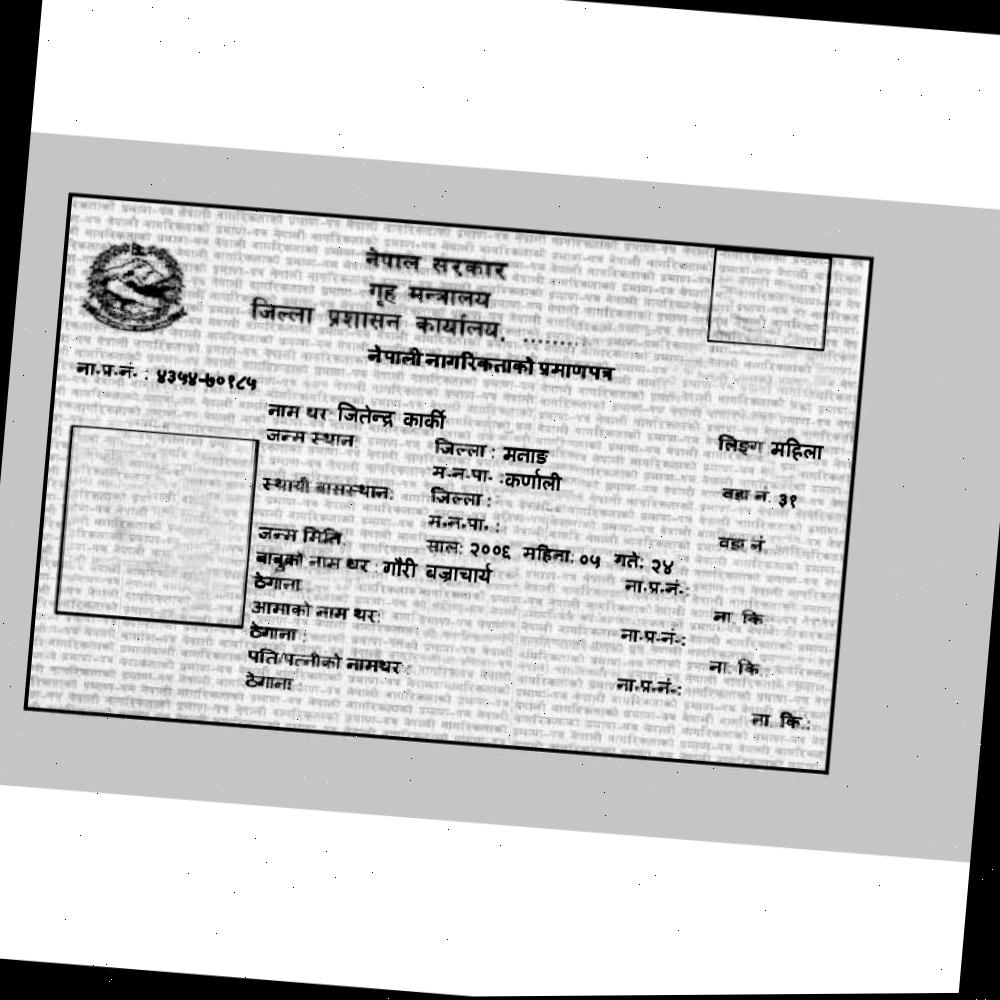 नेपाल सरकार
गृह मन्त्रालय
जिल्ला प्रशासन कार्यालय, ........
नेपाली नागरिकताको प्रमाणपत्र
ना.प्र.नं. : ४३५४-७०१८५
नाम थर जितेन्द्र कार्की लिङ्ग महिला
जन्म स्थान जिल्ला : मनाङ
म.न.पा. :कर्णाली वडा नं. ३१
स्थायी बासस्थान: जिल्ला :
म.न.पा. : वडा नं
जन्म मिति: साल: २००६ महिना: ०५ गते: २४
बाबुको नाम थर : गौरी बज्राचार्य ना.प्र.नं.:
ठेगाना ना. कि
आमाको नाम थर: ना.प्र.नं.:
ठेगाना : ना. कि
पति/पत्नीको नामथर : ना.प्र.नं.:
ठेगाना : ना. कि.: